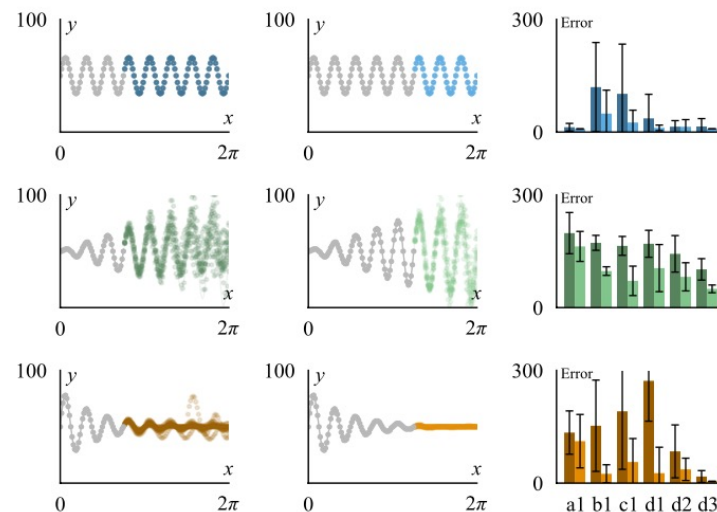 100 y 100 y 300 Error
x x 0
0 2π 0 2π
100 y 100 y 300 Error
x x 0
0 2π 0 2π
100 y 100 y 300 Error
x x 0
0 2π 0 2π a1 b1 c1 d1 d2 d3